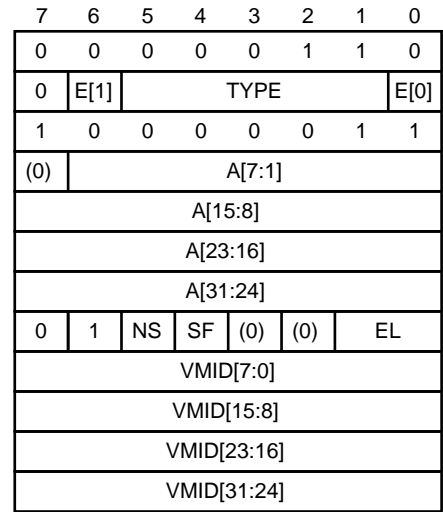 7 6 5 4 3 2 1 0
0 0 0 0 0 1 1 0
0 E[1] TYPE E[0]
1 0 0 0 0 0 1 1
(0) A[7:1]
A[15:8]
A[23:16]
A[31:24]
0 1 NS SF (0) (0) EL
VMID[7:0]
VMID[15:8]
VMID[23:16]
VMID[31:24]